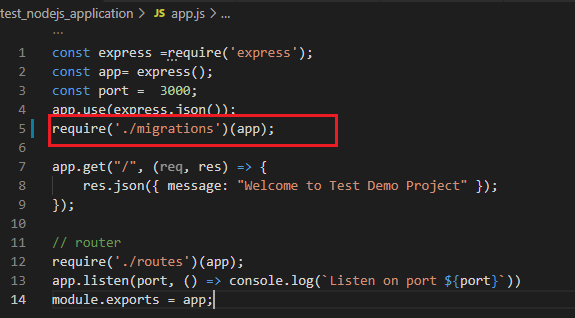 test_nodejs_application > JS app.js > ...
...
1 const express =require('express');
2 const app= express();
3 const port =  3000;
4 app.use(express.json());
5 require('./migrations')(app);
6
7 app.get("/", (req, res) => {
8     res.json({ message: "Welcome to Test Demo Project" });
9 });
10
11 // router
12 require('./routes')(app);
13 app.listen(port, () => console.log(`Listen on port ${port}`))
14 module.exports = app;